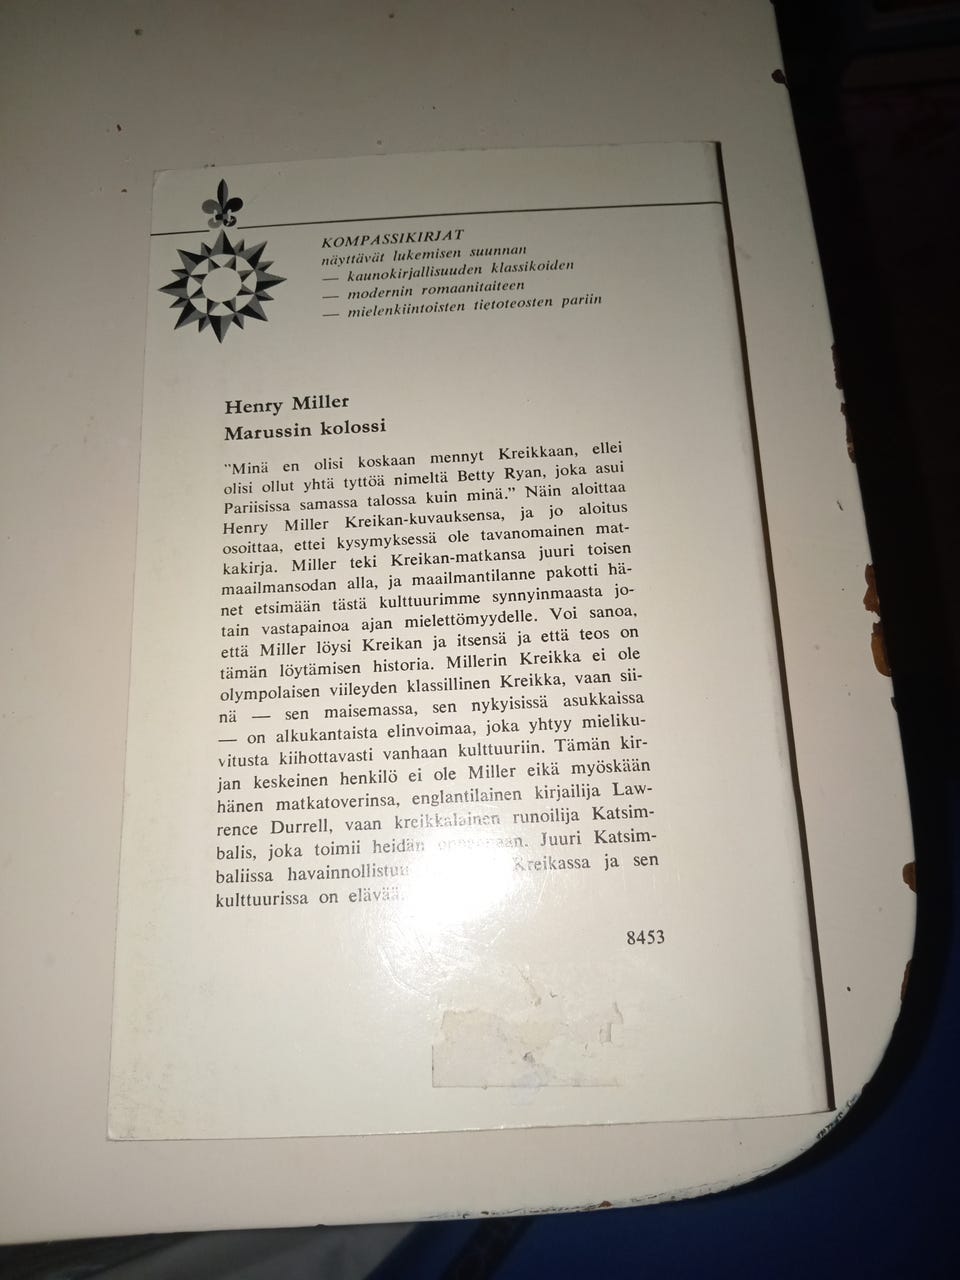 KOMPASSIKIRJAT
näyttävät lukemisen suunnan
— kaunokirjallisuuden klassikoiden
— modernin romaanitaiteen
— mielenkiintoisten tietoteosten pariin
Henry Miller
Marussin kolossi
"Minä en olisi koskaan mennyt Kreikkaan, ellei
olisi ollut yhtä tyttöä nimeltä Betty Ryan, joka asui
Pariisissa samassa talossa kuin minä." Näin aloittaa
Henry Miller Kreikan-kuvauksensa, ja jo aloitus
osoittaa, ettei kysymyksessä ole tavanomainen mat-
kakirja. Miller teki Kreikan-matkansa juuri toisen
maailmansodan alla, ja maailmantilanne pakotti hä-
net etsimään tästä kulttuurimme synnyinmaasta jo-
tain vastapainoa ajan mielettömyydelle. Voi sanoa,
että Miller löysi Kreikan ja itsensä ja että teos on
tämän löytämisen historia. Millerin Kreikka ei ole
olympolaisen viileyden klassillinen Kreikka, vaan sii-
nä — sen maisemassa, sen nykyisissä asukkaissa
— on alkukantaista elinvoimaa, joka yhtyy mieliku-
vitusta kiihottavasti vanhaan kulttuuriin. Tämän kir-
jan keskeinen henkilö ei ole Miller eikä myöskään
hänen matkatoverinsa, englantilainen kirjailija Law-
rence Durrell, vaan kreikkalainen runoilija Katsim-
balis, joka toimii heidän Juuri Katsim-
baliissa Kreikassa ja sen
kulttuurissa on elävää.
8453